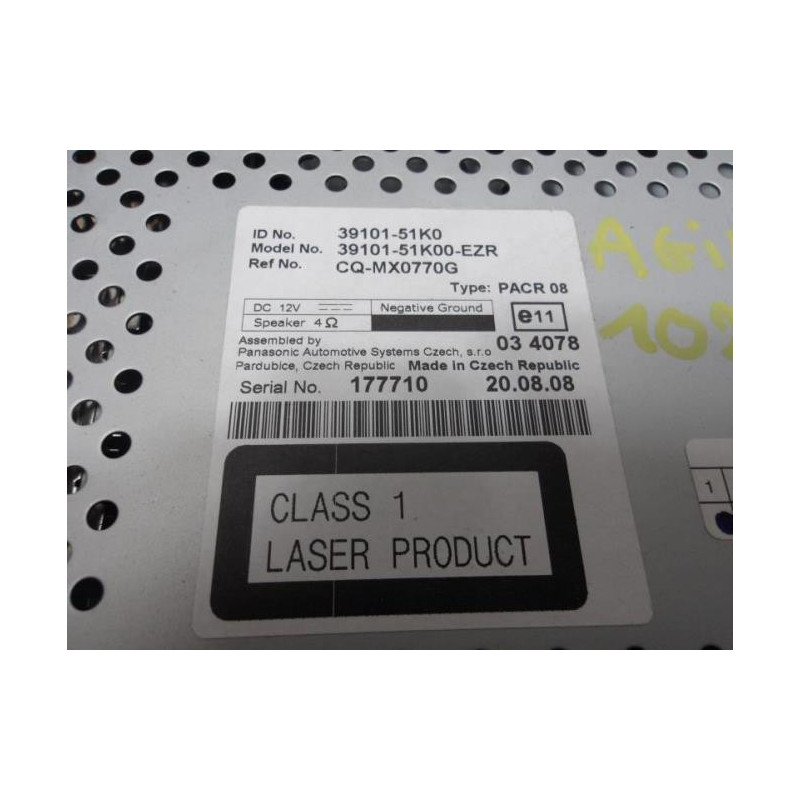 ID No. 39101-51K0
Model No. 39101-51K00-EZR
Ref No. CQ-MX0770G
Type: PACR 08
DC 12V Negative Ground
Speaker 4Ω
e11
Assembled by 03 4078
Panasonic Automotive Systems Czech, s.r.o
Pardubice, Czech Republic Made in Czech Republic
Serial No. 177710 20.08.08
CLASS 1
LASER PRODUCT
1